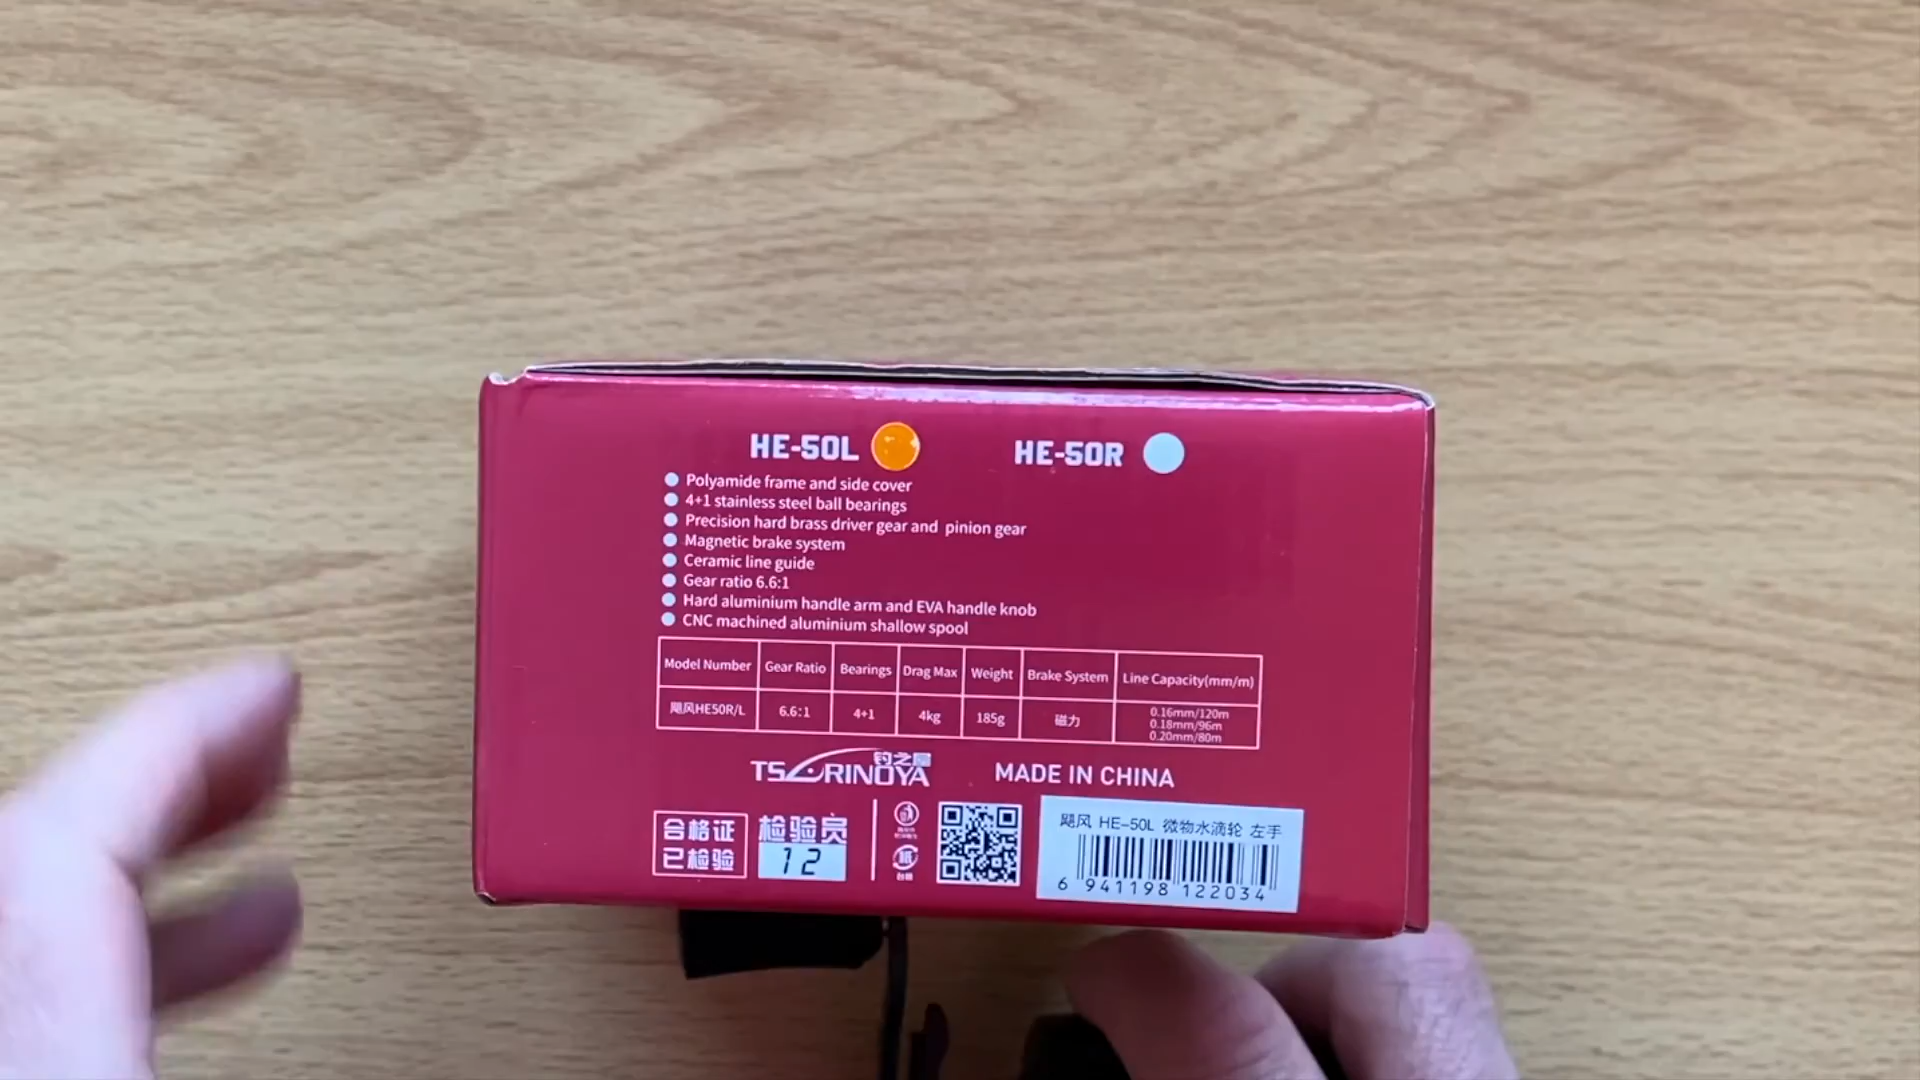 HE-50L HE-50R
Polyamide frame and side cover
4+1 stainless steel ball bearings
Precision hard brass driver gear and pinion gear
Magnetic brake system
Ceramic line guide
Gear ratio 6.6:1
Hard aluminium handle arm and EVA handle knob
CNC machined aluminium shallow spool
Model Number Gear Ratio Bearings Drag Max Weight Brake System Line Capacity(mm/m)
飓风HE50R/L 6.6:1 4+1 4kg 185g 磁力 0.16mm/120m
0.18mm/96m
0.20mm/80m
钓之屋
TSURINOYA MADE IN CHINA
合格证 检验员
已检验 12
飓风 HE-50L 微物水滴轮 左手
6 941198 122034